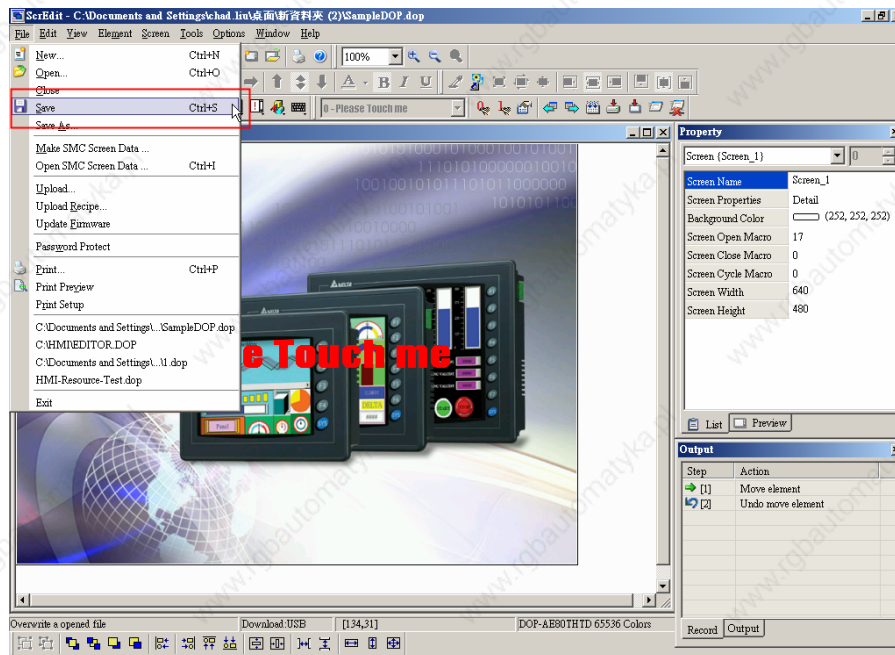 ScrEdit - C:\Documents and Settings\chad_liu\桌面\新資料夾 (2)\SampleDOP.dop
File Edit View Element Screen Tools Options Window Help
New... Ctrl+N
Open... Ctrl+O
Close
Save Ctrl+S
Save As...
Make SMC Screen Data ...
Open SMC Screen Data ... Ctrl+I
Upload...
Upload Recipe...
Update Firmware
Password Protect
Print... Ctrl+P
Print Preview
Print Setup
C:\Documents and Settings\...\SampleDOP.dop
C:\HMI\EDITOR.DOP
C:\Documents and Settings\...\1.dop
HMI-Resource-Test.dop
Exit
100%
A B I U
0 - Please Touch me
e Touch me
DELTA
Property
Screen {Screen_1} 0
Screen Name Screen_1
Screen Properties Detail
Background Color (252, 252, 252)
Screen Open Macro 17
Screen Close Macro 0
Screen Cycle Macro 0
Screen Width 640
Screen Height 480
List Preview
Output
Step Action
[1] Move element
[2] Undo move element
Record Output
Overwrite a opened file Download:USB [134,31] DOP-AE80THTD 65536 Colors
www.rgbautomatyka.pl